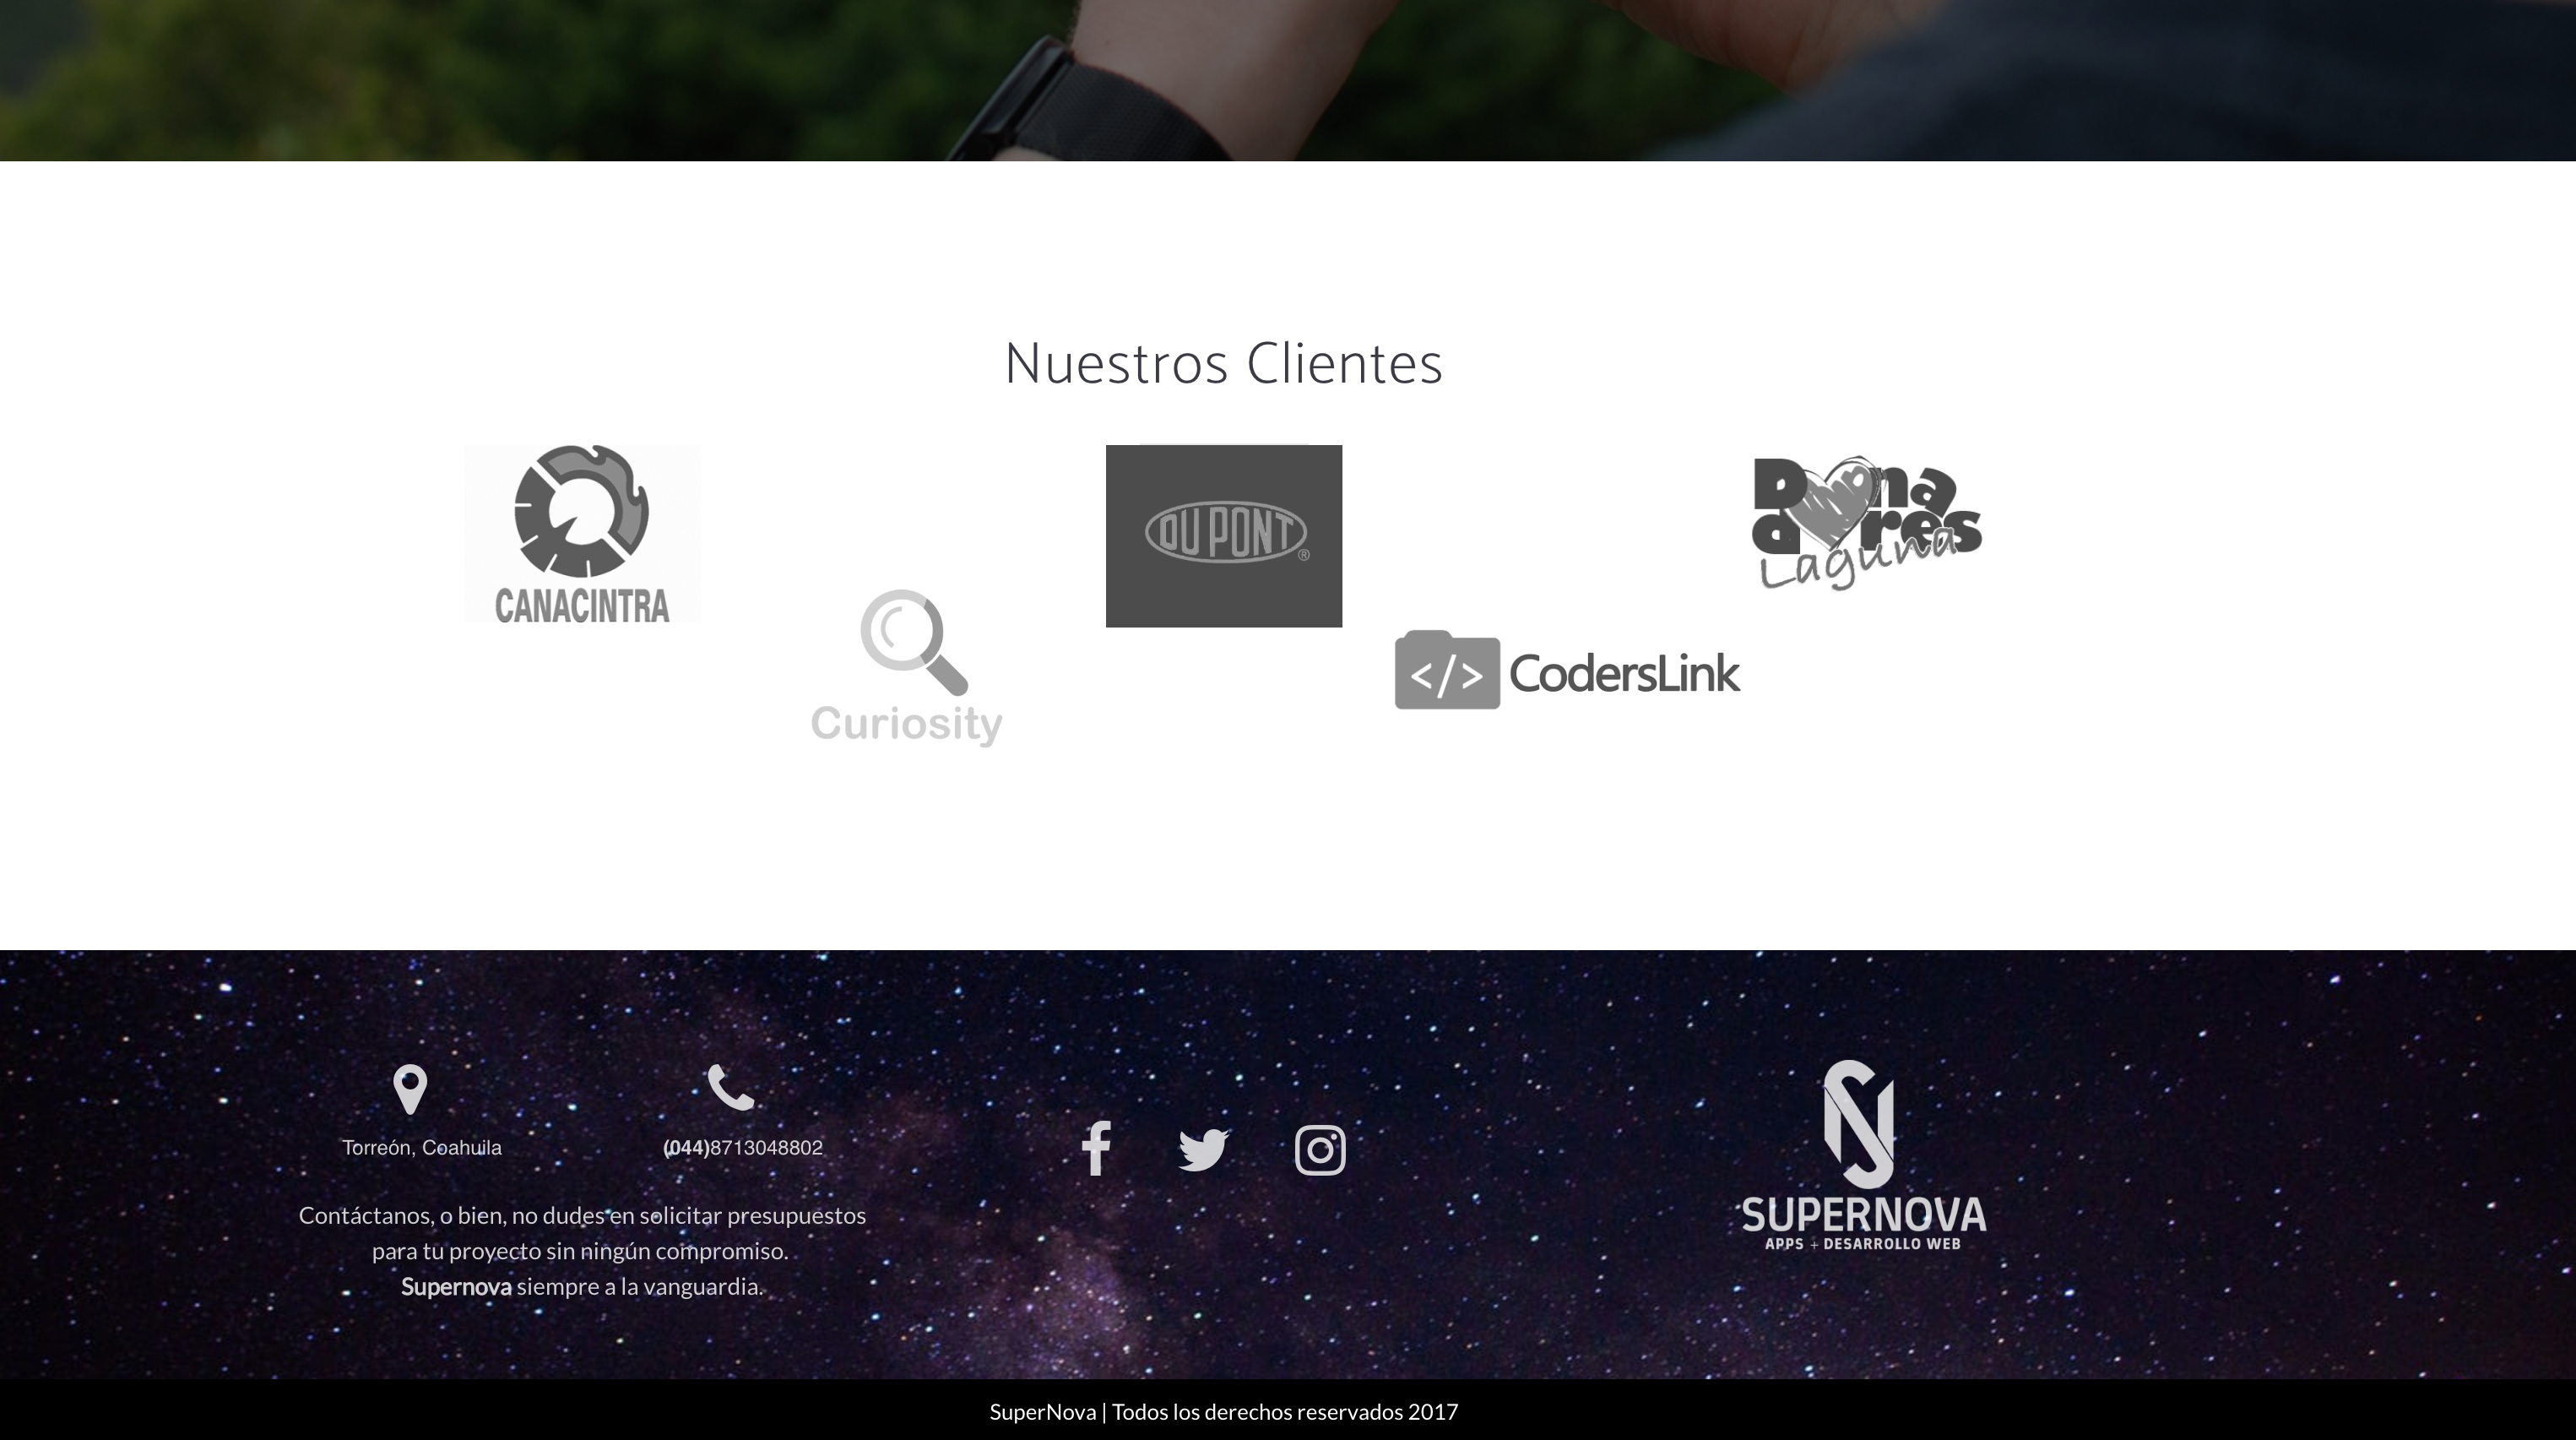 Nuestros Clientes
CANACINTRA
DU PONT®
Donadores
Laguna
Curiosity
</> CodersLink
Torreón, Coahuila
(044)8713048802
Contáctanos, o bien, no dudes en solicitar presupuestos
para tu proyecto sin ningún compromiso.
Supernova siempre a la vanguardia.
SUPERNOVA
APPS + DESARROLLO WEB
SuperNova | Todos los derechos reservados 2017